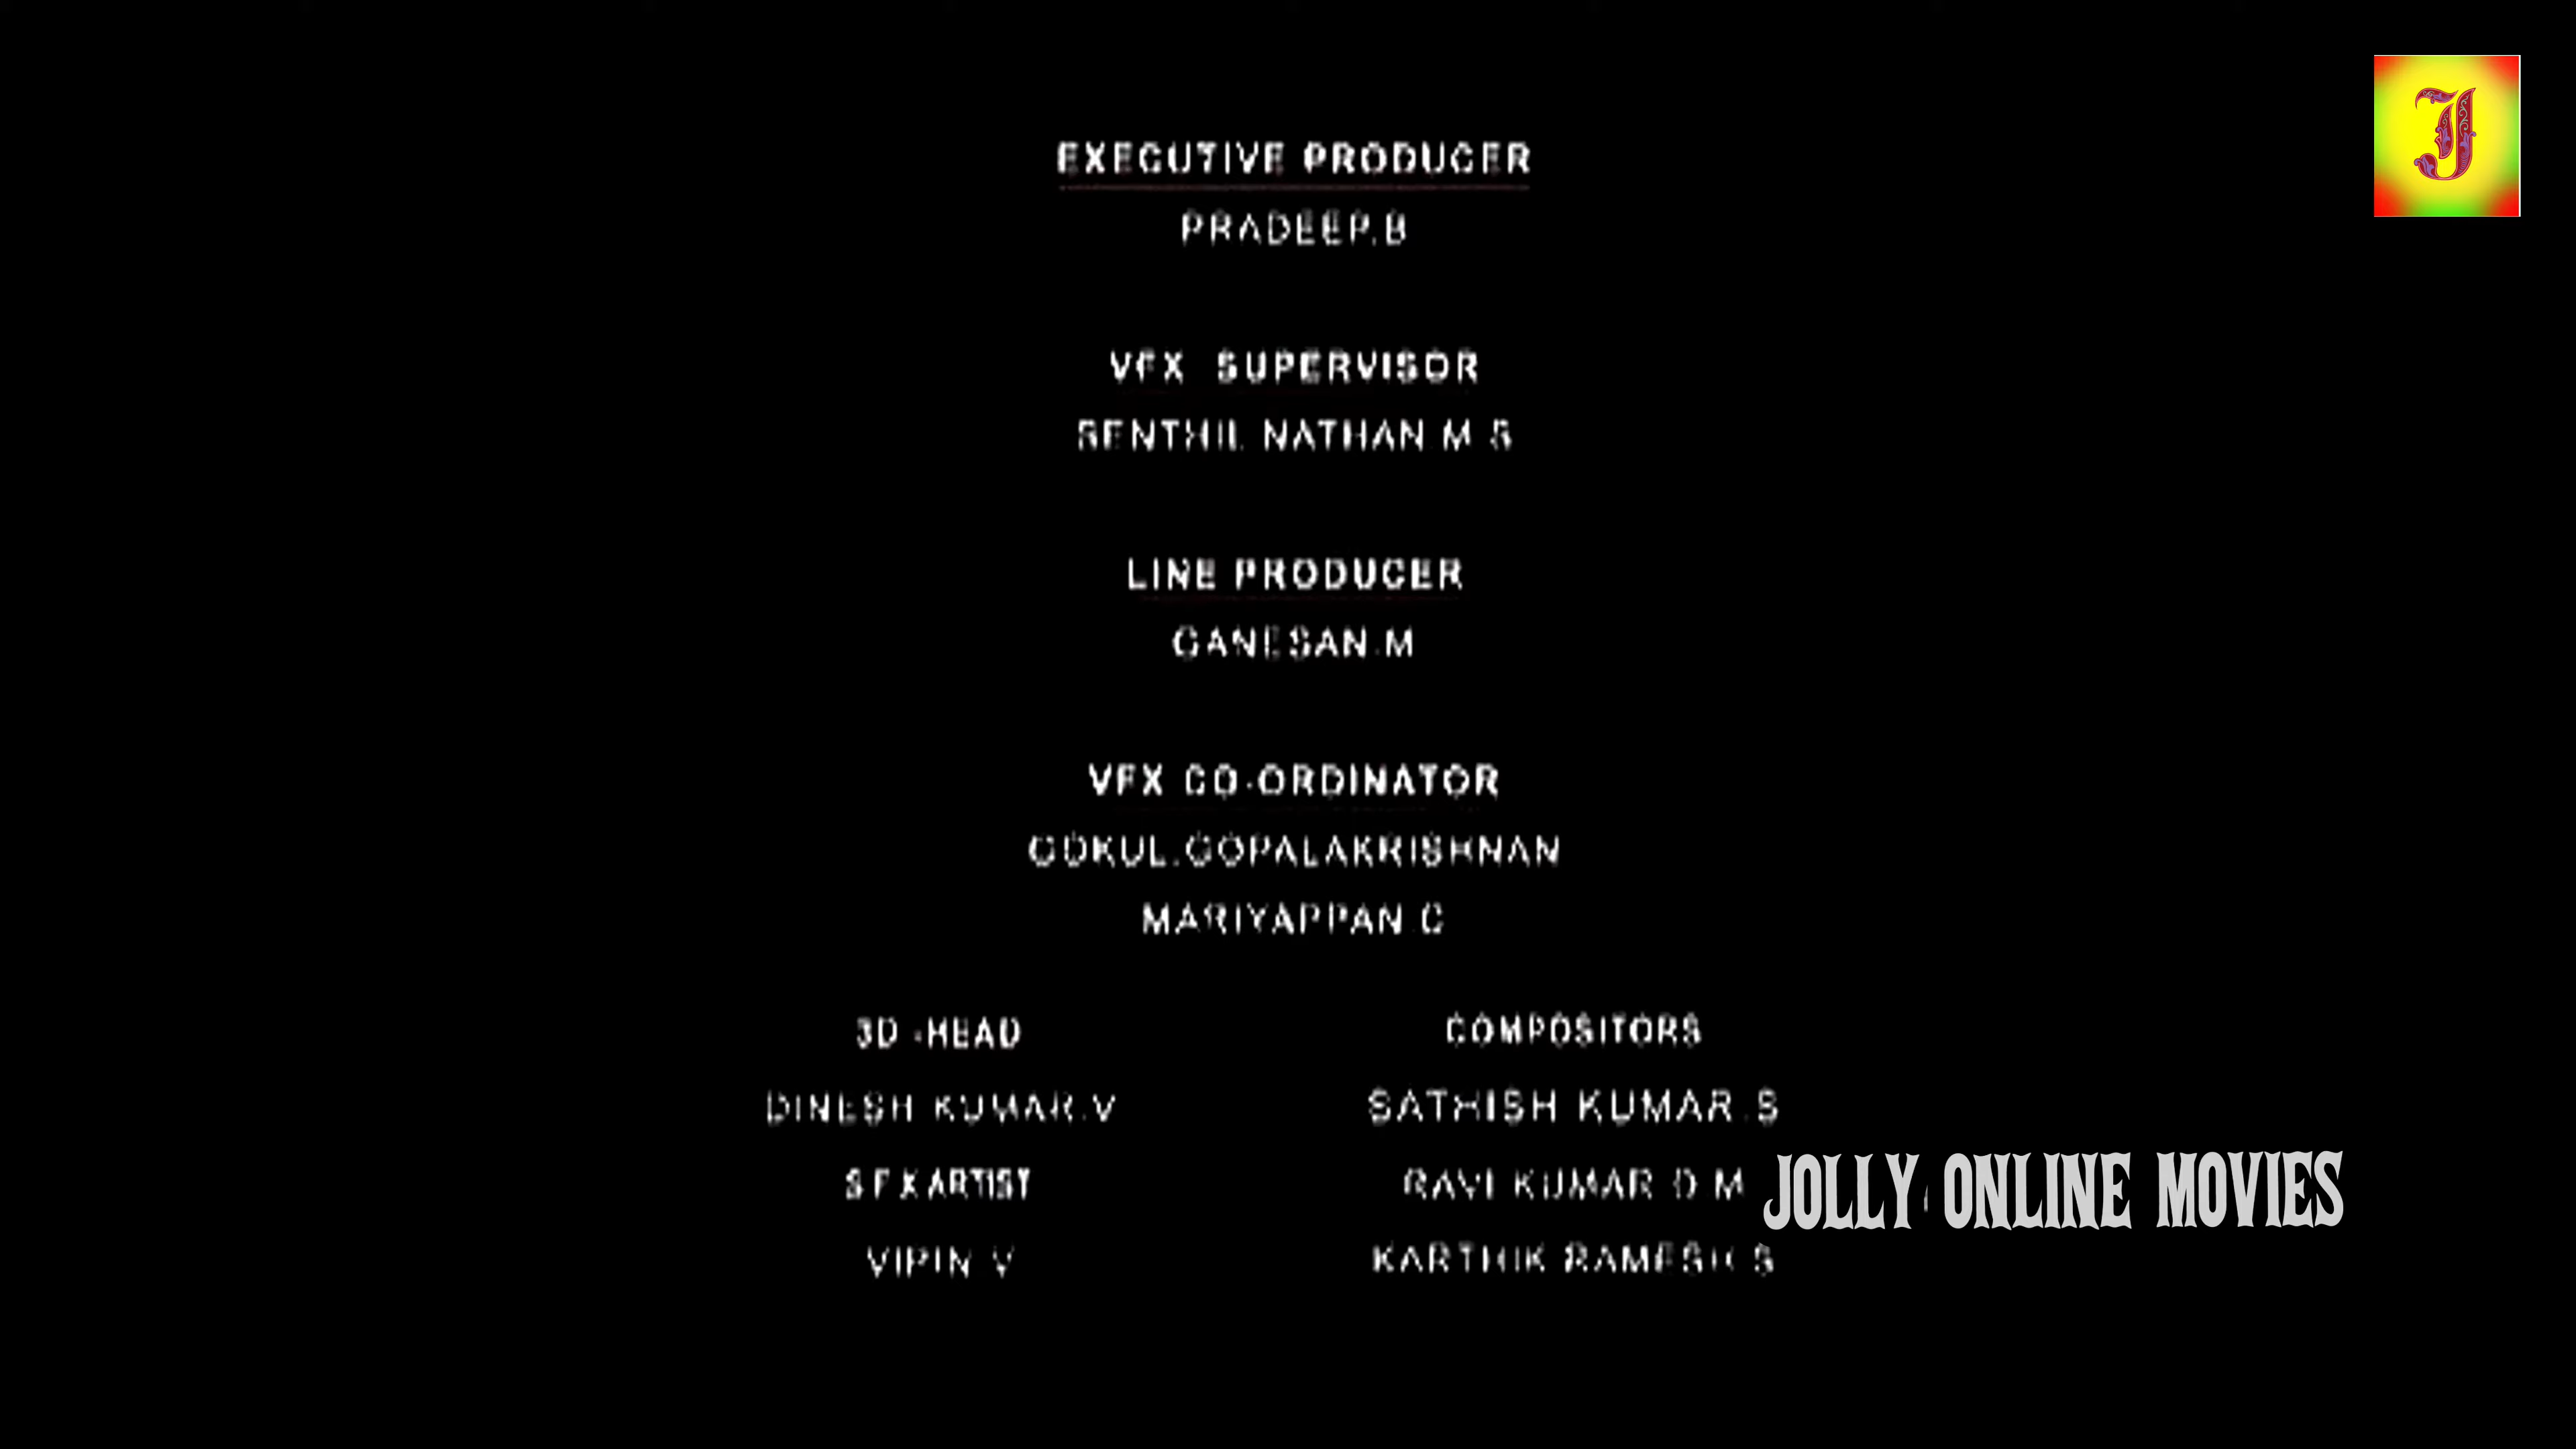 J
EXECUTIVE PRODUCER
PRADEEP.B
VFX SUPERVISOR
SENTHIL NATHAN.M.S
LINE PRODUCER
GANESAN.M
VFX CO-ORDINATOR
GOKUL.GOPALAKRISHNAN
MARIYAPPAN.C
3D -HEAD
DINESH KUMAR.V
S F X ARTIST
VIPIN V
COMPOSITORS
SATHISH KUMAR.S
RAVI KUMAR D M
KARTHIK RAMESH S
JOLLY ONLINE MOVIES